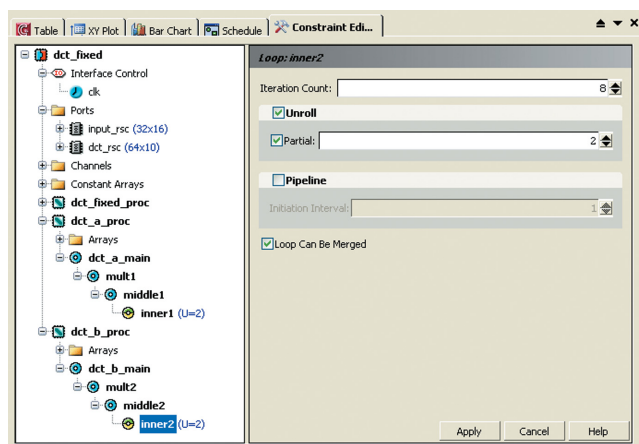 Table XY Plot Bar Chart Schedule Constraint Edi...
dct_fixed
Interface Control
clk
Ports
input_rsc (32x16)
dct_rsc (64x10)
Channels
Constant Arrays
dct_fixed_proc
dct_a_proc
Arrays
dct_a_main
mult1
middle1
inner1 (U=2)
dct_b_proc
Arrays
dct_b_main
mult2
middle2
inner2 (U=2)
Loop: inner2
Iteration Count: 8
Unroll
Partial: 2
Pipeline
Initiation Interval: 1
Loop Can Be Merged
Apply Cancel Help